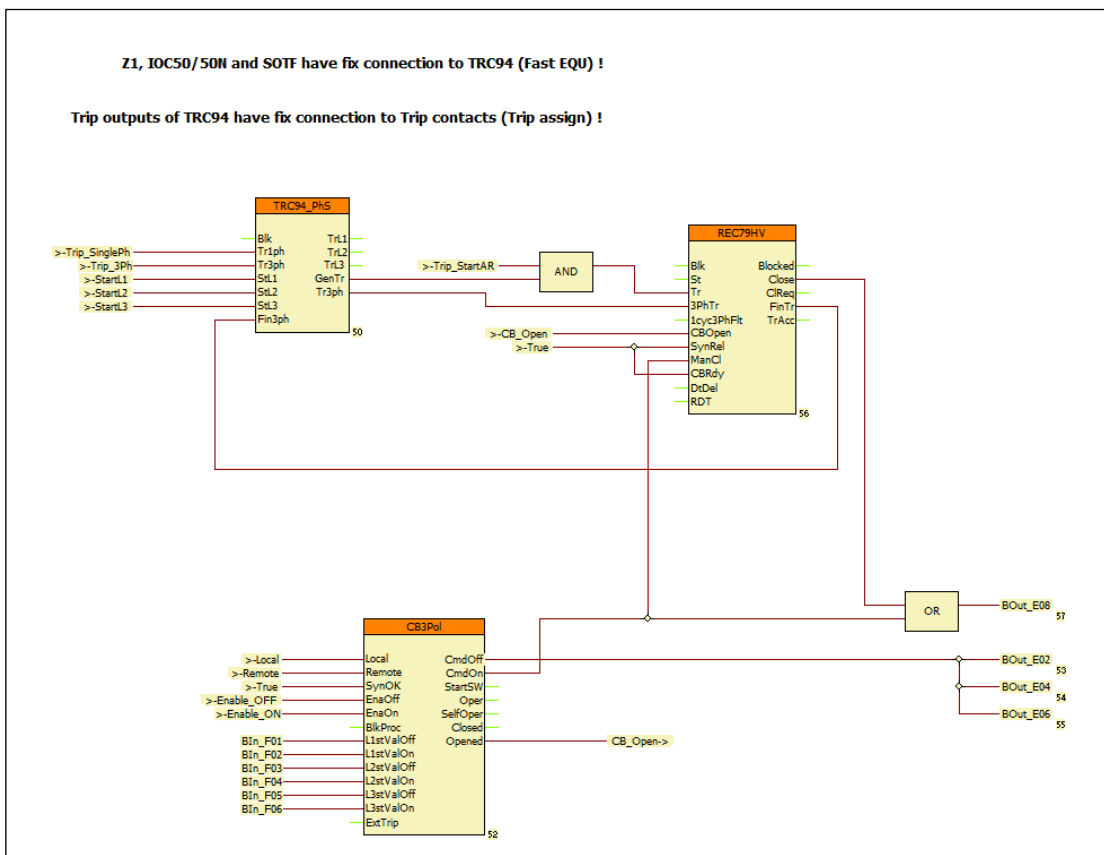 Z1, IOC50/50N and SOTF have fix connection to TRC94 (Fast EQU) !
Trip outputs of TRC94 have fix connection to Trip contacts (Trip assign) !
TRC94_PhS
Blk TrL1
>-Trip_SinglePh Tr1ph TrL2
>-Trip_3Ph Tr3ph TrL3
>-StartL1 StL1 GenTr
>-StartL2 StL2 Tr3ph
>-StartL3 StL3
Fin3ph
50
>-Trip_StartAR
AND
>-CB_Open
>-True
REC79HV
Blk Blocked
St Close
Tr ClReq
3PhTr FinTr
1cyc3PhFlt TrAcc
CBOpen
SynRel
ManCl
CBRdy
DtDel
RDT
56
CB3Pol
>-Local Local CmdOff
>-Remote Remote CmdOn
>-True SynOK StartSW
>-Enable_OFF EnaOff Oper
>-Enable_ON EnaOn SelfOper
BlkProc Closed
BIn_F01 L1stValOff Opened
BIn_F02 L1stValOn
BIn_F03 L2stValOff
BIn_F04 L2stValOn
BIn_F05 L3stValOff
BIn_F06 L3stValOn
ExtTrip
52
CB_Open->
OR
BOut_E08
57
BOut_E02
53
BOut_E04
54
BOut_E06
55